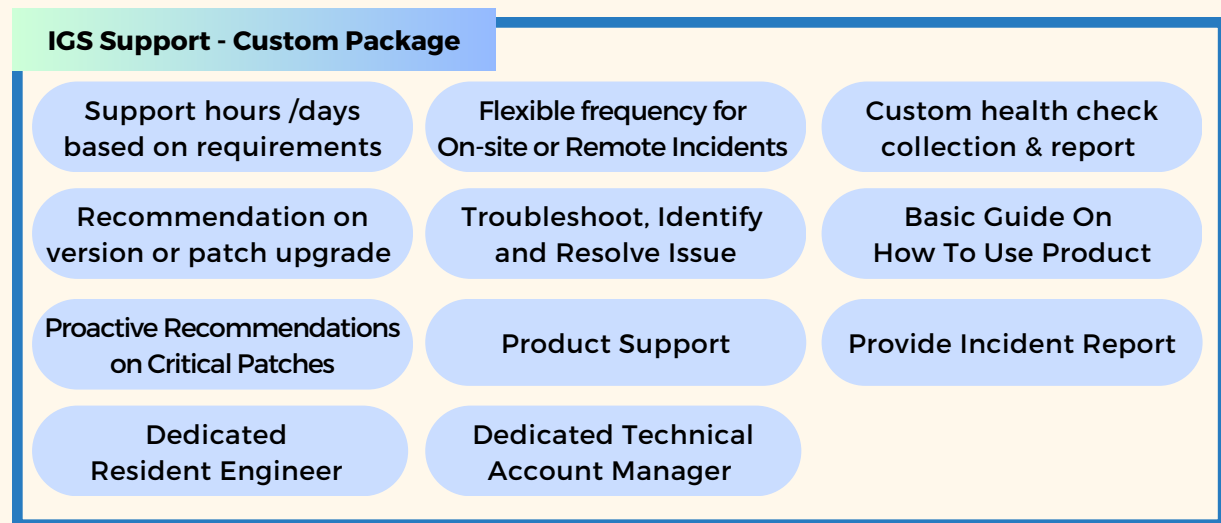 IGS Support - Custom Package
Support hours /days
based on requirements
Flexible frequency for
On-site or Remote Incidents
Custom health check
collection & report
Recommendation on
version or patch upgrade
Troubleshoot, Identify
and Resolve Issue
Basic Guide On
How To Use Product
Proactive Recommendations
on Critical Patches
Product Support
Provide Incident Report
Dedicated
Resident Engineer
Dedicated Technical
Account Manager